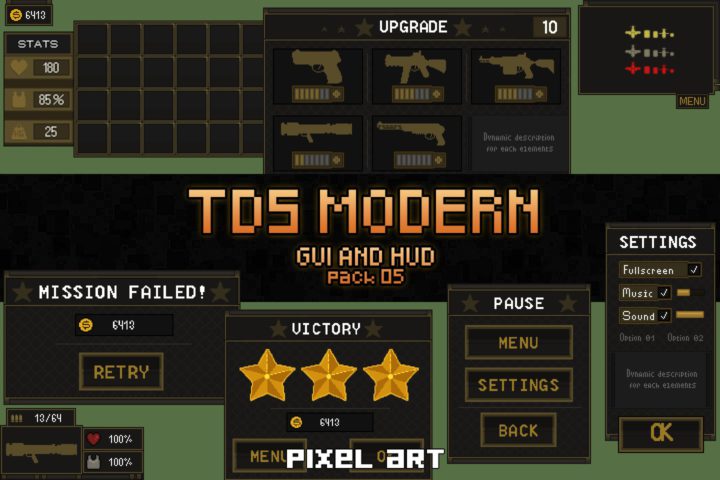 6413
STATS
180
85%
25
UPGRADE
10
Dynamic description
for each elements
MENU
TDS MODERN
GUI AND HUD
PACK 05
MISSION FAILED!
6413
RETRY
13/64
100%
100%
VICTORY
6413
MENU
PIXEL ART
PAUSE
MENU
SETTINGS
BACK
SETTINGS
Fullscreen
Music
Sound
Option 01 Option 02
Dynamic description
for each elements
OK